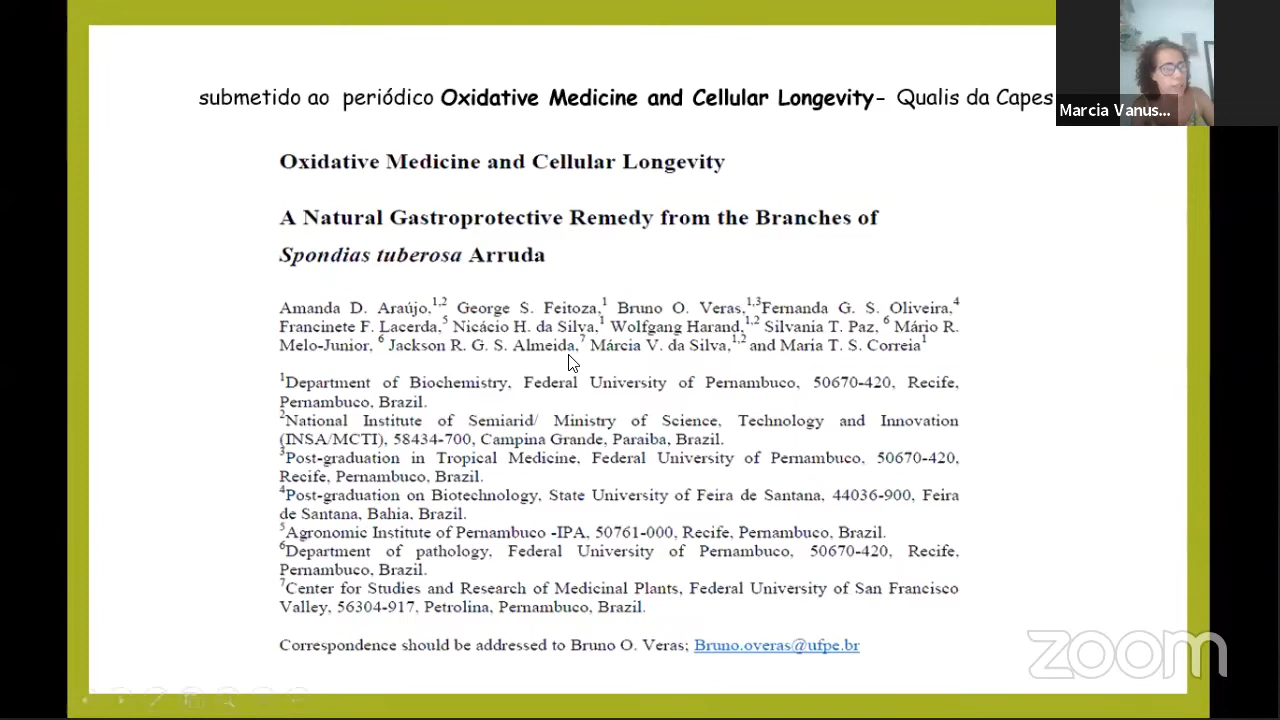 submetido ao periódico Oxidative Medicine and Cellular Longevity- Qualis da Capes
Marcia Vanus...
Oxidative Medicine and Cellular Longevity
A Natural Gastroprotective Remedy from the Branches of
Spondias tuberosa Arruda
Amanda D. Araújo,1,2 George S. Feitoza,1 Bruno O. Veras,1,3Fernanda G. S. Oliveira,4
Francinete F. Lacerda,5 Nicácio H. da Silva,1 Wolfgang Harand,1,2 Silvania T. Paz, 6 Mário R.
Melo-Junior, 6 Jackson R. G. S. Almeida,7 Márcia V. da Silva,1,2 and Maria T. S. Correia1
1Department of Biochemistry, Federal University of Pernambuco, 50670-420, Recife,
Pernambuco, Brazil.
2National Institute of Semiarid/ Ministry of Science, Technology and Innovation
(INSA/MCTI), 58434-700, Campina Grande, Paraiba, Brazil.
3Post-graduation in Tropical Medicine, Federal University of Pernambuco, 50670-420,
Recife, Pernambuco, Brazil.
4Post-graduation on Biotechnology, State University of Feira de Santana, 44036-900, Feira
de Santana, Bahia, Brazil.
5Agronomic Institute of Pernambuco -IPA, 50761-000, Recife, Pernambuco, Brazil.
6Department of pathology, Federal University of Pernambuco, 50670-420, Recife,
Pernambuco, Brazil.
7Center for Studies and Research of Medicinal Plants, Federal University of San Francisco
Valley, 56304-917, Petrolina, Pernambuco, Brazil.
Correspondence should be addressed to Bruno O. Veras; Bruno.overas@ufpe.br
zoom